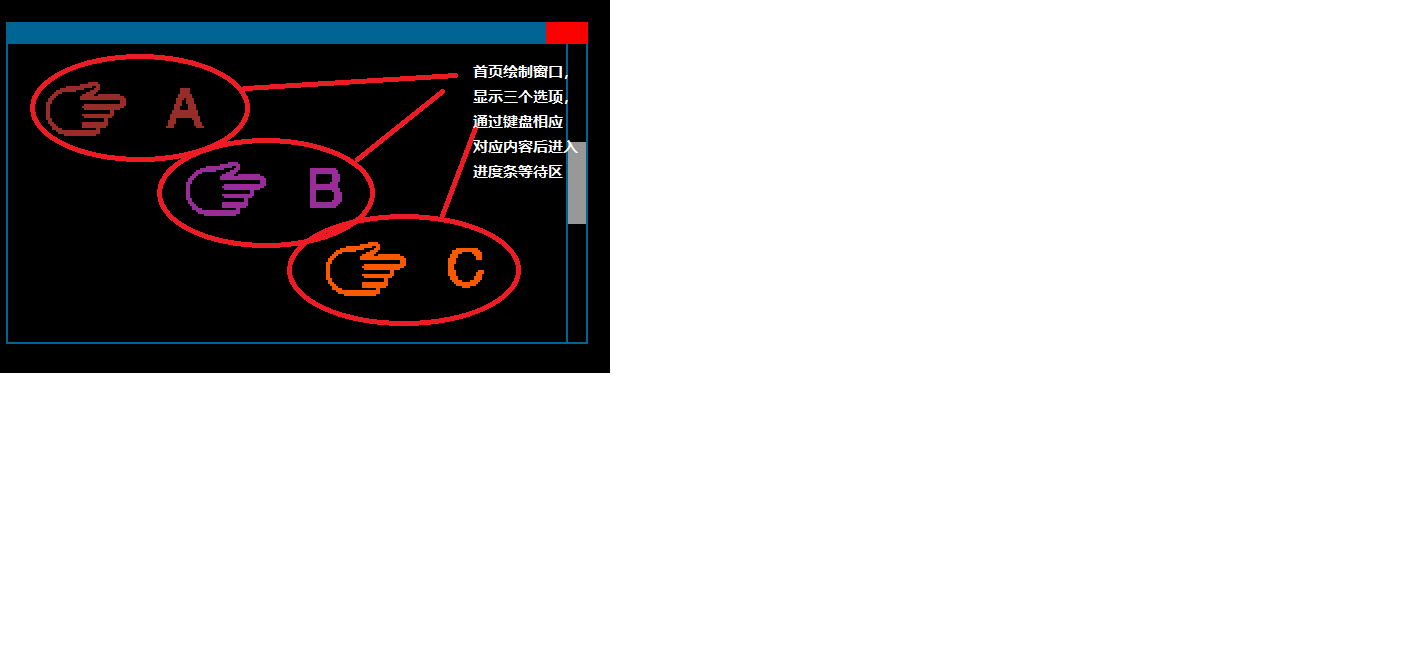 A
首页绘制窗口,
显示三个选项,
通过键盘相应
对应内容后进入
进度条等待区
B
C